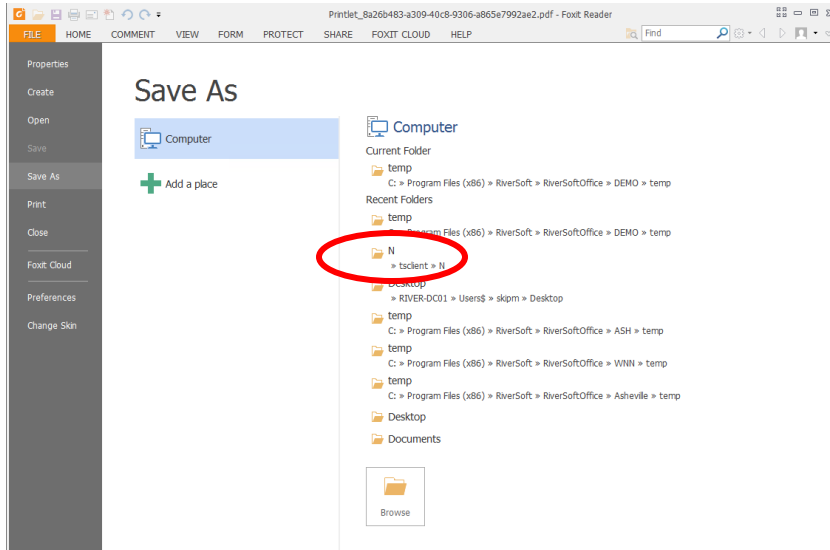 Printlet_8a26b483-a309-40c8-9306-a865e7992ae2.pdf - Foxit Reader
FILE HOME COMMENT VIEW FORM PROTECT SHARE FOXIT CLOUD HELP Find
Properties
Create
Open
Save
Save As
Print
Close
Foxit Cloud
Preferences
Change Skin
Save As
Computer
Add a place
Computer
Current Folder
temp
C: » Program Files (x86) » RiverSoft » RiverSoftOffice » DEMO » temp
Recent Folders
temp
C: » Program Files (x86) » RiverSoft » RiverSoftOffice » DEMO » temp
N
» tsclient » N
Desktop
» RIVER-DC01 » Users$ » skipm » Desktop
temp
C: » Program Files (x86) » RiverSoft » RiverSoftOffice » ASH » temp
temp
C: » Program Files (x86) » RiverSoft » RiverSoftOffice » WNN » temp
temp
C: » Program Files (x86) » RiverSoft » RiverSoftOffice » Asheville » temp
Desktop
Documents
Browse